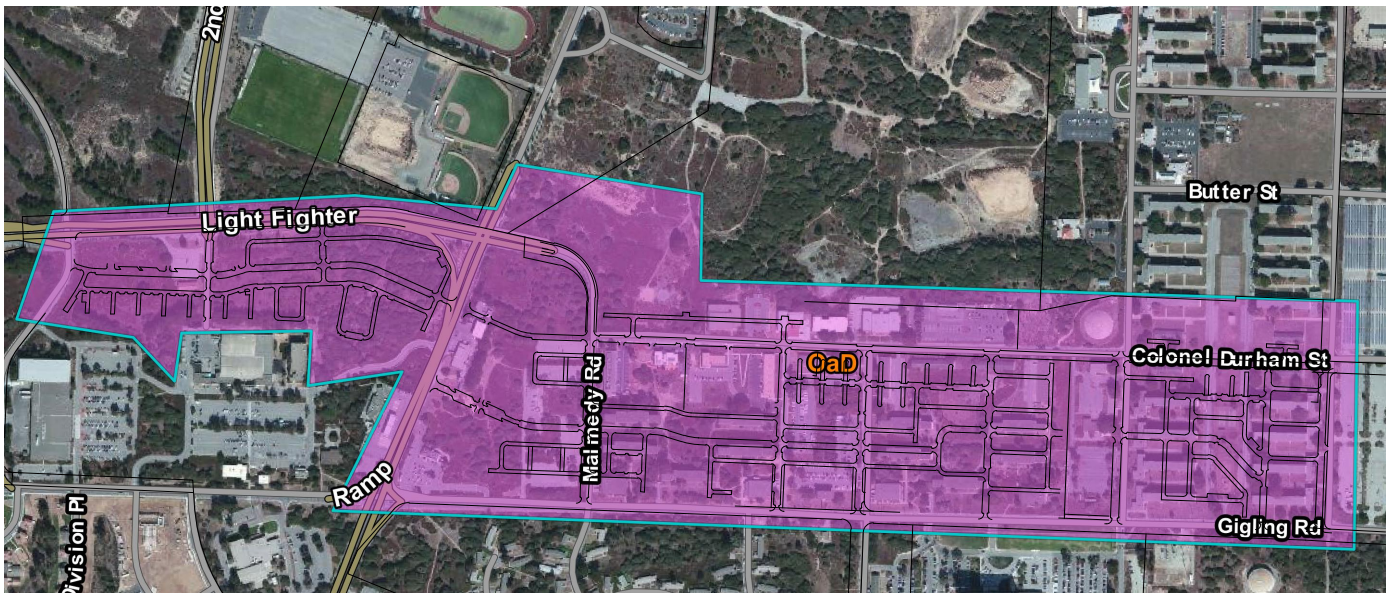 2nd
Butter St
Light Fighter
Colonel Durham St
OaD
Malmedy Rd
Ramp
Gigling Rd
Division Pl